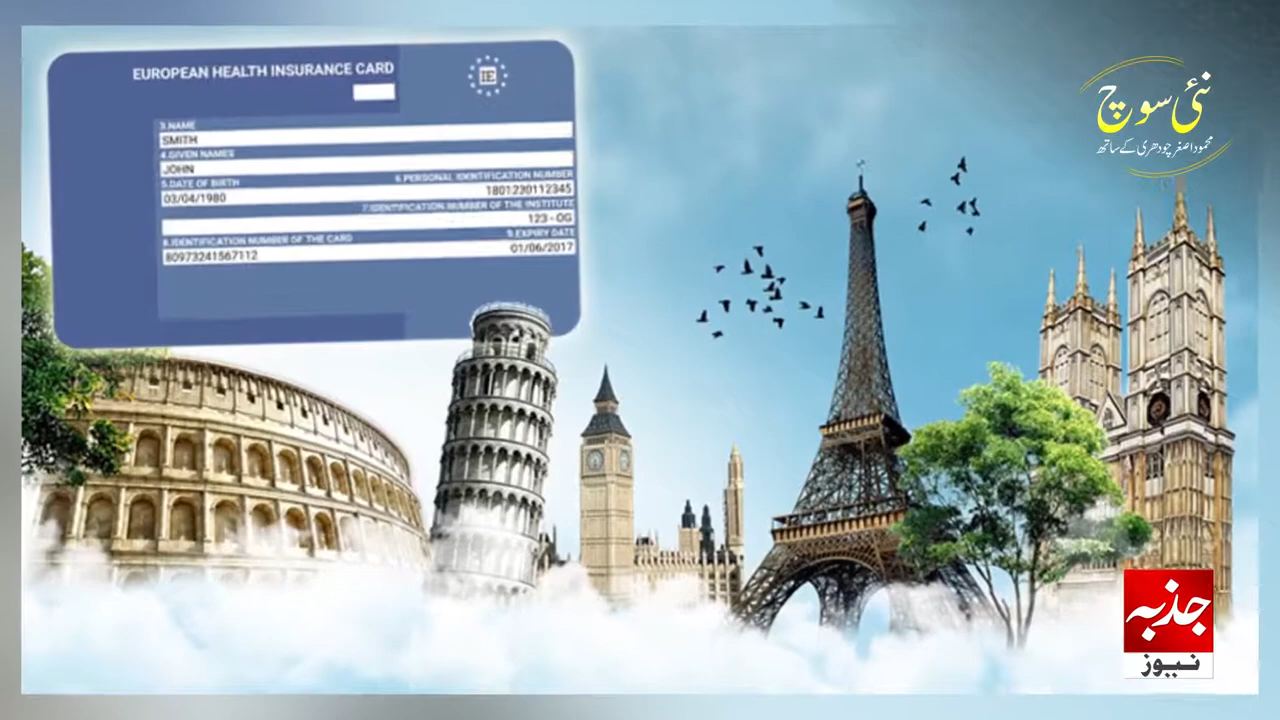 EUROPEAN HEALTH INSURANCE CARD
IE
3.NAME
SMITH
4.GIVEN NAMES
JOHN
5.DATE OF BIRTH
6.PERSONAL IDENTIFICATION NUMBER
03/04/1980
1801230112345
7.IDENTIFICATION NUMBER OF THE INSTITUTE
123 - OG
8.IDENTIFICATION NUMBER OF THE CARD
9.EXPIRY DATE
80973241567112
01/06/2017
نئی سوچ
محمود اصغر چودھری کے ساتھ
جذبہ
نیوز